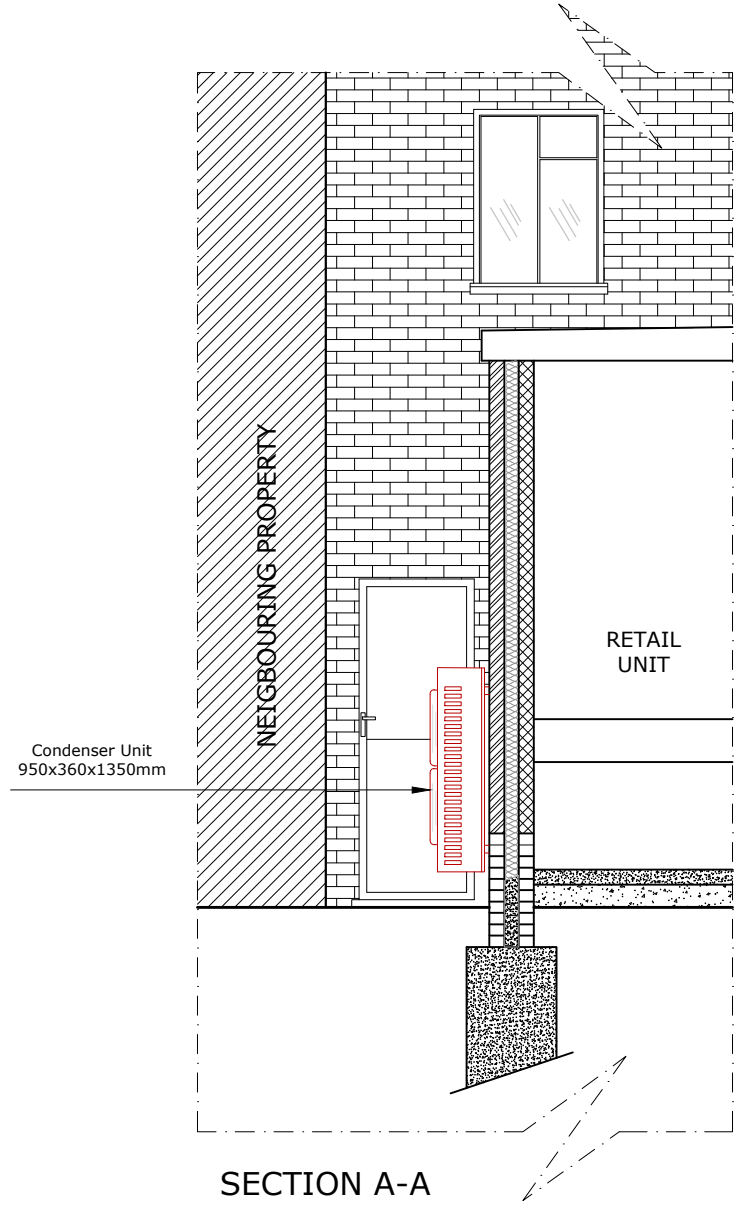 NEIGBOURING PROPERTY
RETAIL
UNIT
Condenser Unit
950x360x1350mm
SECTION A-A